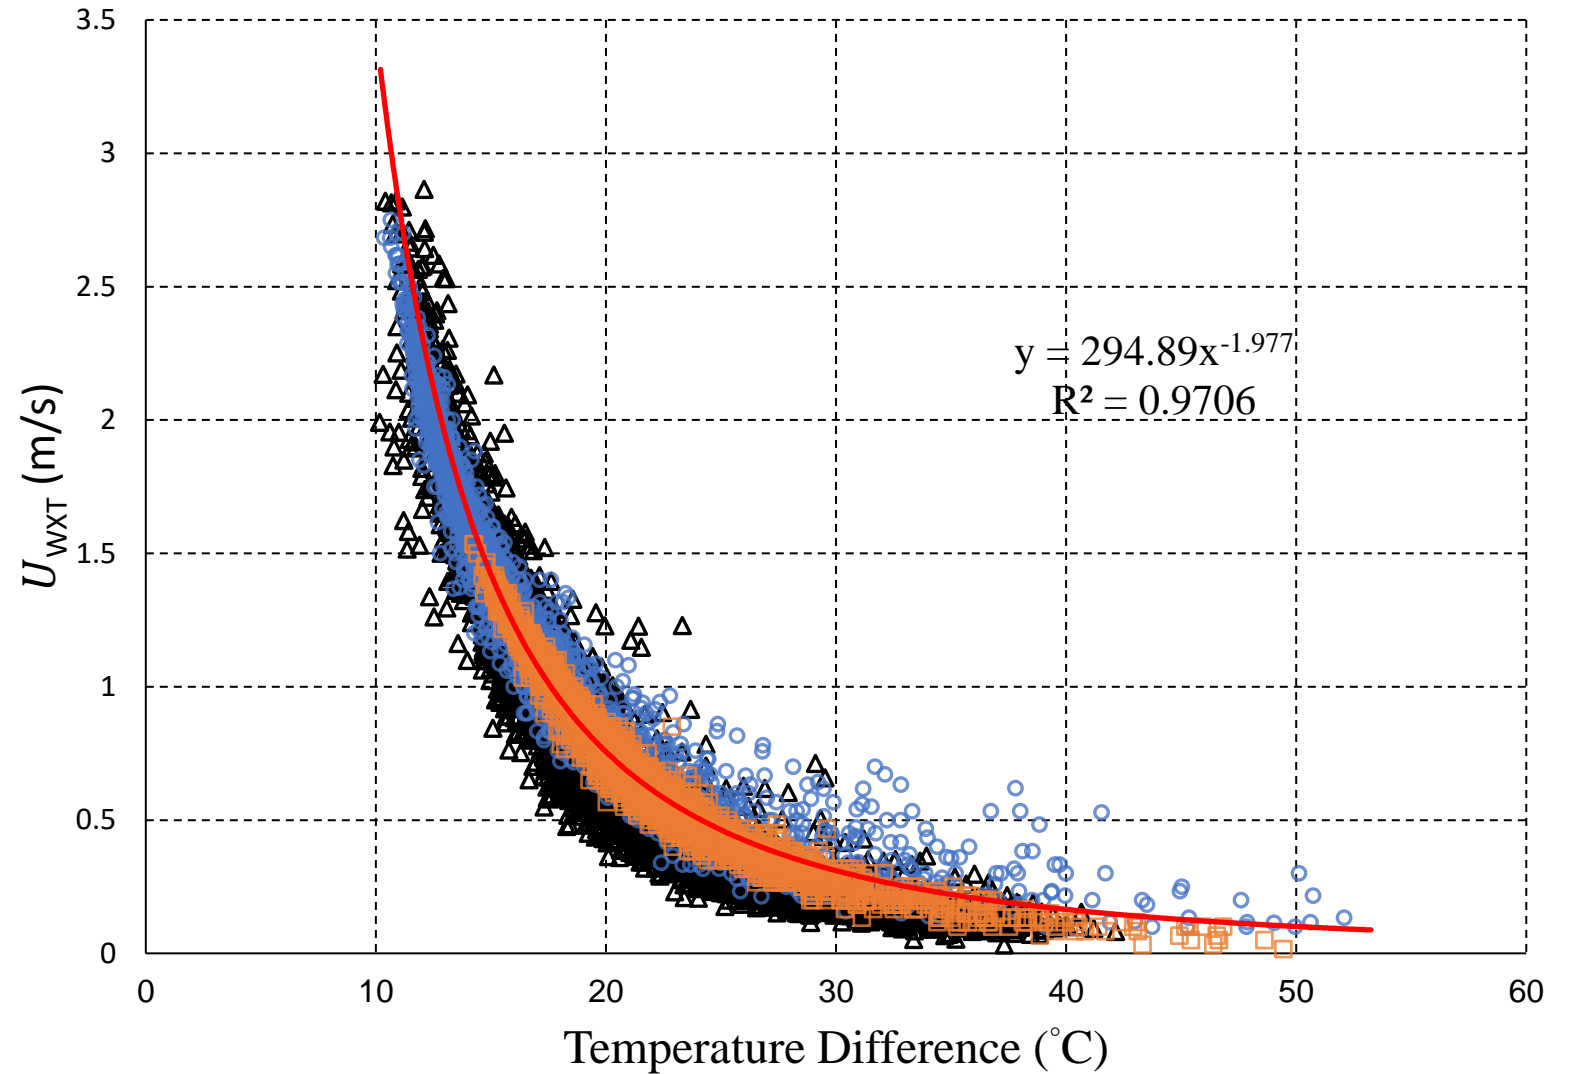 3.5
3
2.5
2
1.5
1
0.5
0
U_WXT (m/s)
y = 294.89x^-1.977
R² = 0.9706
0 10 20 30 40 50 60
Temperature Difference (°C)